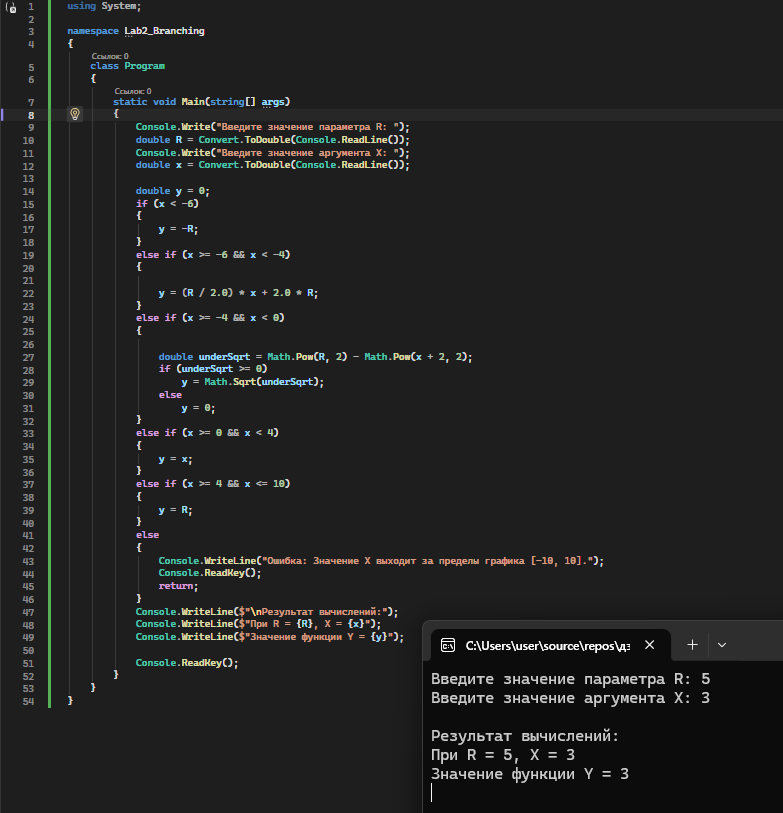 1 using System;
2
3 namespace Lab2_Branching
4 {
Ссылок: 0
5 class Program
6 {
Ссылок: 0
7 static void Main(string[] args)
8 {
9 Console.Write("Введите значение параметра R: ");
10 double R = Convert.ToDouble(Console.ReadLine());
11 Console.Write("Введите значение аргумента X: ");
12 double x = Convert.ToDouble(Console.ReadLine());
13
14 double y = 0;
15 if (x < -6)
16 {
17 y = -R;
18 }
19 else if (x >= -6 && x < -4)
20 {
21
22 y = (R / 2.0) * x + 2.0 * R;
23 }
24 else if (x >= -4 && x < 0)
25 {
26
27 double underSqrt = Math.Pow(R, 2) - Math.Pow(x + 2, 2);
28 if (underSqrt >= 0)
29 y = Math.Sqrt(underSqrt);
30 else
31 y = 0;
32 }
33 else if (x >= 0 && x < 4)
34 {
35 y = x;
36 }
37 else if (x >= 4 && x <= 10)
38 {
39 y = R;
40 }
41 else
42 {
43 Console.WriteLine("Ошибка: Значение X выходит за пределы графика [-10, 10].");
44 Console.ReadKey();
45 return;
46 }
47 Console.WriteLine($"\nРезультат вычислений:");
48 Console.WriteLine($"При R = {R}, X = {x}");
49 Console.WriteLine($"Значение функции Y = {y}");
50
51 Console.ReadKey();
52 }
53 }
54 }
C:\Users\user\source\repos\дз
Введите значение параметра R: 5
Введите значение аргумента X: 3
Результат вычислений:
При R = 5, X = 3
Значение функции Y = 3